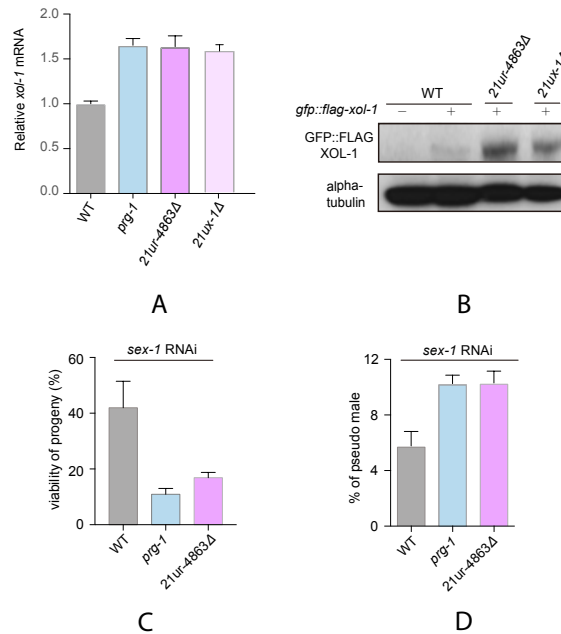 Relative xol-1 mRNA
2.0
1.5
1.0
0.5
0.0
WT
prg-1
21ur-4863Δ
21ux-1Δ
A
WT
21ur-4863Δ
21ux-1Δ
gfp::flag-xol-1
– + + +
GFP::FLAG
XOL-1
alpha-
tubulin
B
sex-1 RNAi
viability of progeny (%)
60
40
20
0
WT
prg-1
21ur-4863Δ
C
sex-1 RNAi
% of pseudo male
12
8
4
0
WT
prg-1
21ur-4863Δ
D